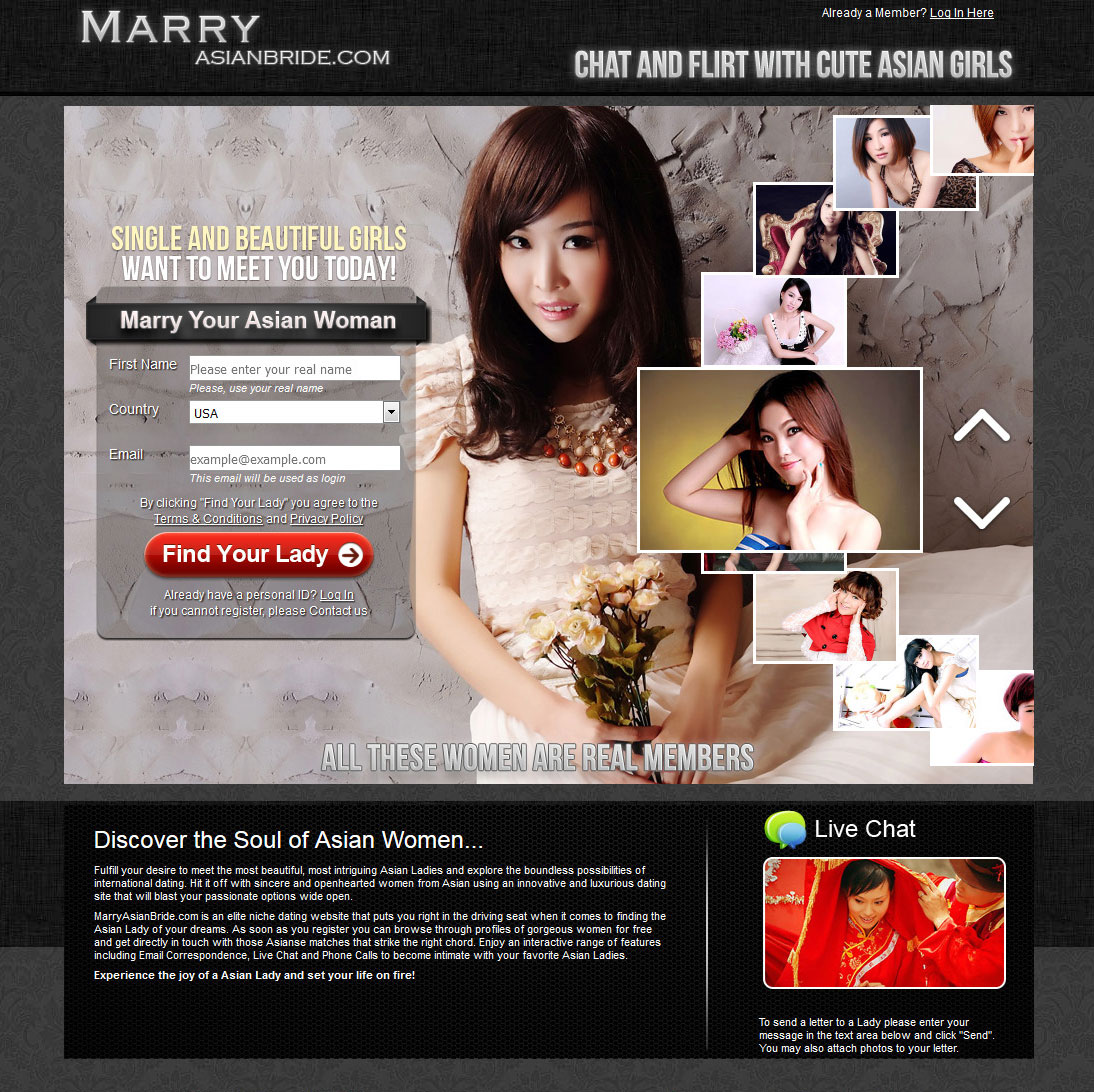 MARRY
ASIANBRIDE.COM
Already a Member? Log In Here
CHAT AND FLIRT WITH CUTE ASIAN GIRLS
SINGLE AND BEAUTIFUL GIRLS
WANT TO MEET YOU TODAY!
Marry Your Asian Woman
First Name
Please enter your real name
Please, use your real name
Country
USA
Email
example@example.com
This email will be used as login
By clicking "Find Your Lady" you agree to the
Terms & Conditions and Privacy Policy
Find Your Lady
Already have a personal ID? Log In
if you cannot register, please Contact us
ALL THESE WOMEN ARE REAL MEMBERS
Discover the Soul of Asian Women...
Fulfill your desire to meet the most beautiful, most intriguing Asian Ladies and explore the boundless possibilities of
international dating. Hit it off with sincere and openhearted women from Asian using an innovative and luxurious dating
site that will blast your passionate options wide open.
MarryAsianBride.com is an elite niche dating website that puts you right in the driving seat when it comes to finding the
Asian Lady of your dreams. As soon as you register you can browse through profiles of gorgeous women for free
and get directly in touch with those Asianse matches that strike the right chord. Enjoy an interactive range of features
including Email Correspondence, Live Chat and Phone Calls to become intimate with your favorite Asian Ladies.
Experience the joy of a Asian Lady and set your life on fire!
Live Chat
To send a letter to a Lady please enter your
message in the text area below and click "Send".
You may also attach photos to your letter.